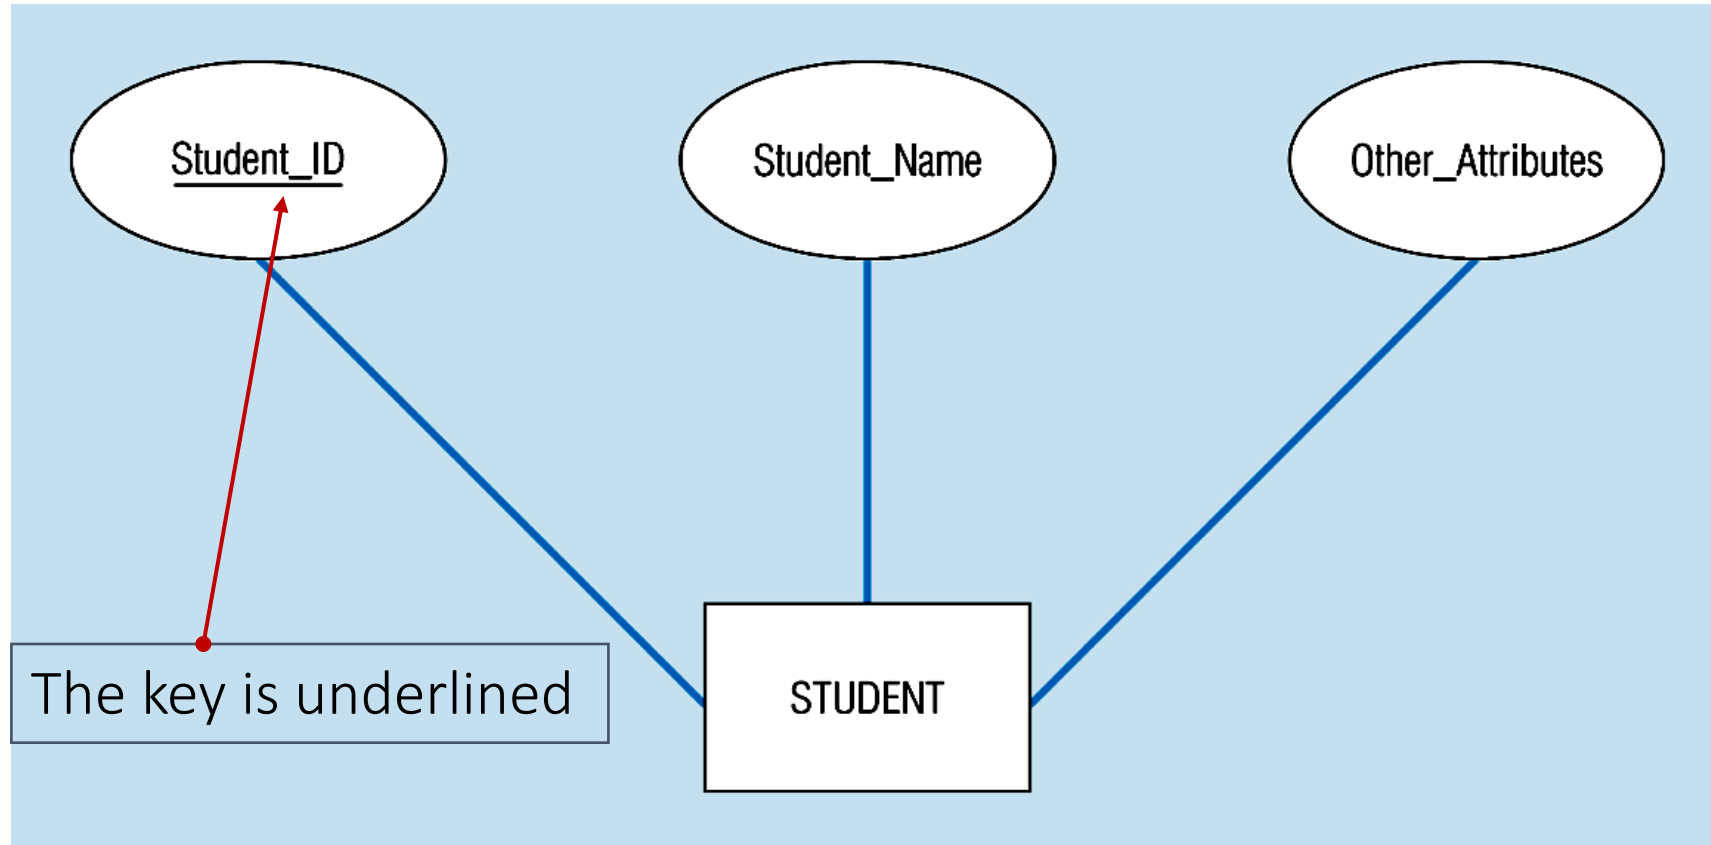 Student_ID
Student_Name
Other_Attributes
The key is underlined
STUDENT